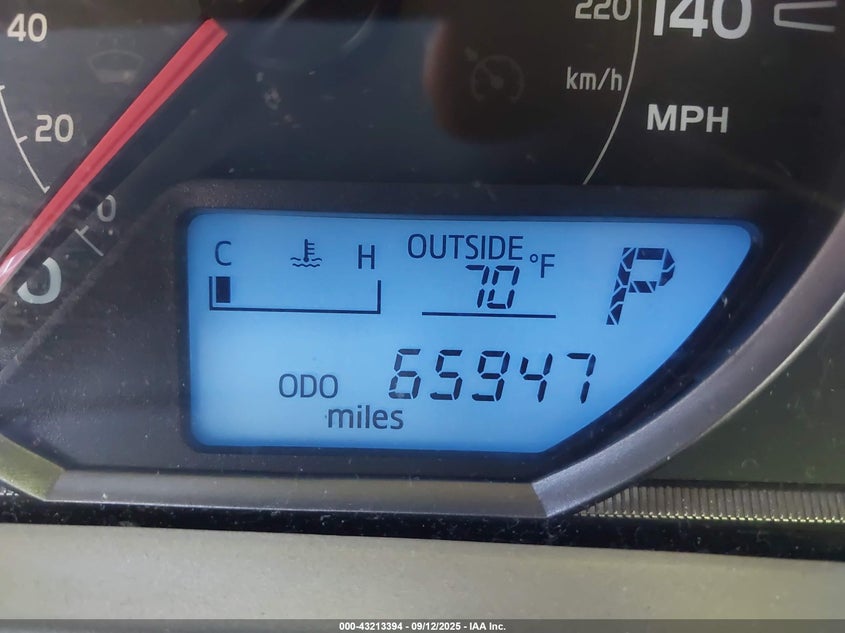 40
20
0
0
220
140
km/h
MPH
C H OUTSIDE
70 °F
P
ODO 65947
miles
000-43213394 - 09/12/2025 - IAA Inc.